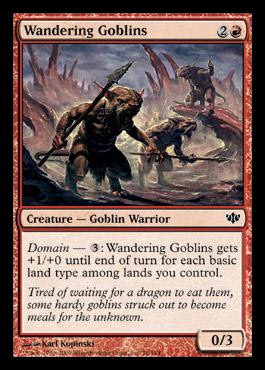 Wandering Goblins 2
Creature — Goblin Warrior
Domain — 3: Wandering Goblins gets
+1/+0 until end of turn for each basic
land type among lands you control.
Tired of waiting for a dragon to eat them,
some hardy goblins struck out to become
meals for the unknown.
Karl Kopinski
0/3